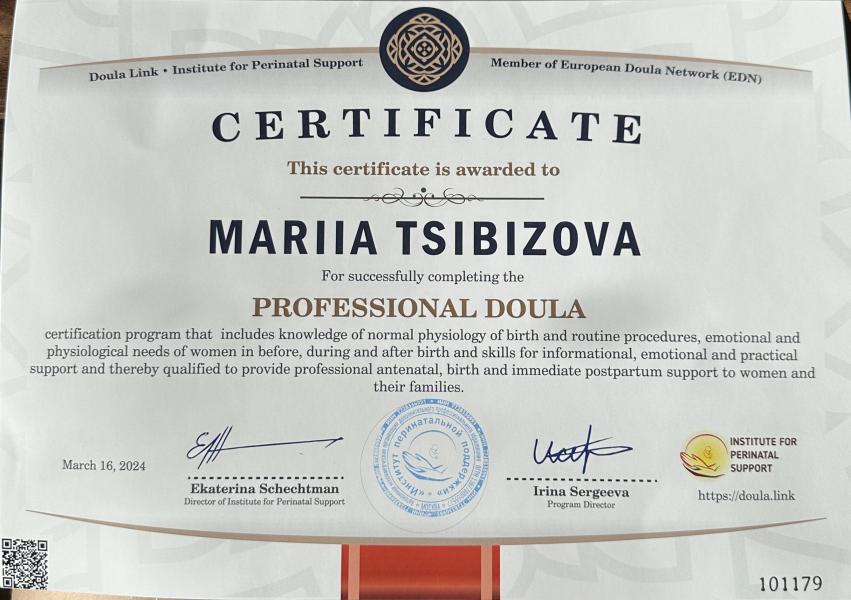 Doula Link • Institute for Perinatal Support
Member of European Doula Network (EDN)
CERTIFICATE
This certificate is awarded to
MARIIA TSIBIZOVA
For successfully completing the
PROFESSIONAL DOULA
certification program that includes knowledge of normal physiology of birth and routine procedures, emotional and
physiological needs of women in before, during and after birth and skills for informational, emotional and practical
support and thereby qualified to provide professional antenatal, birth and immediate postpartum support to women and
their families.
March 16, 2024
Ekaterina Schechtman
Director of Institute for Perinatal Support
«Институт перинатальной поддержки»
МОСКВА
Irina Sergeeva
Program Director
INSTITUTE FOR
PERINATAL
SUPPORT
https://doula.link
101179